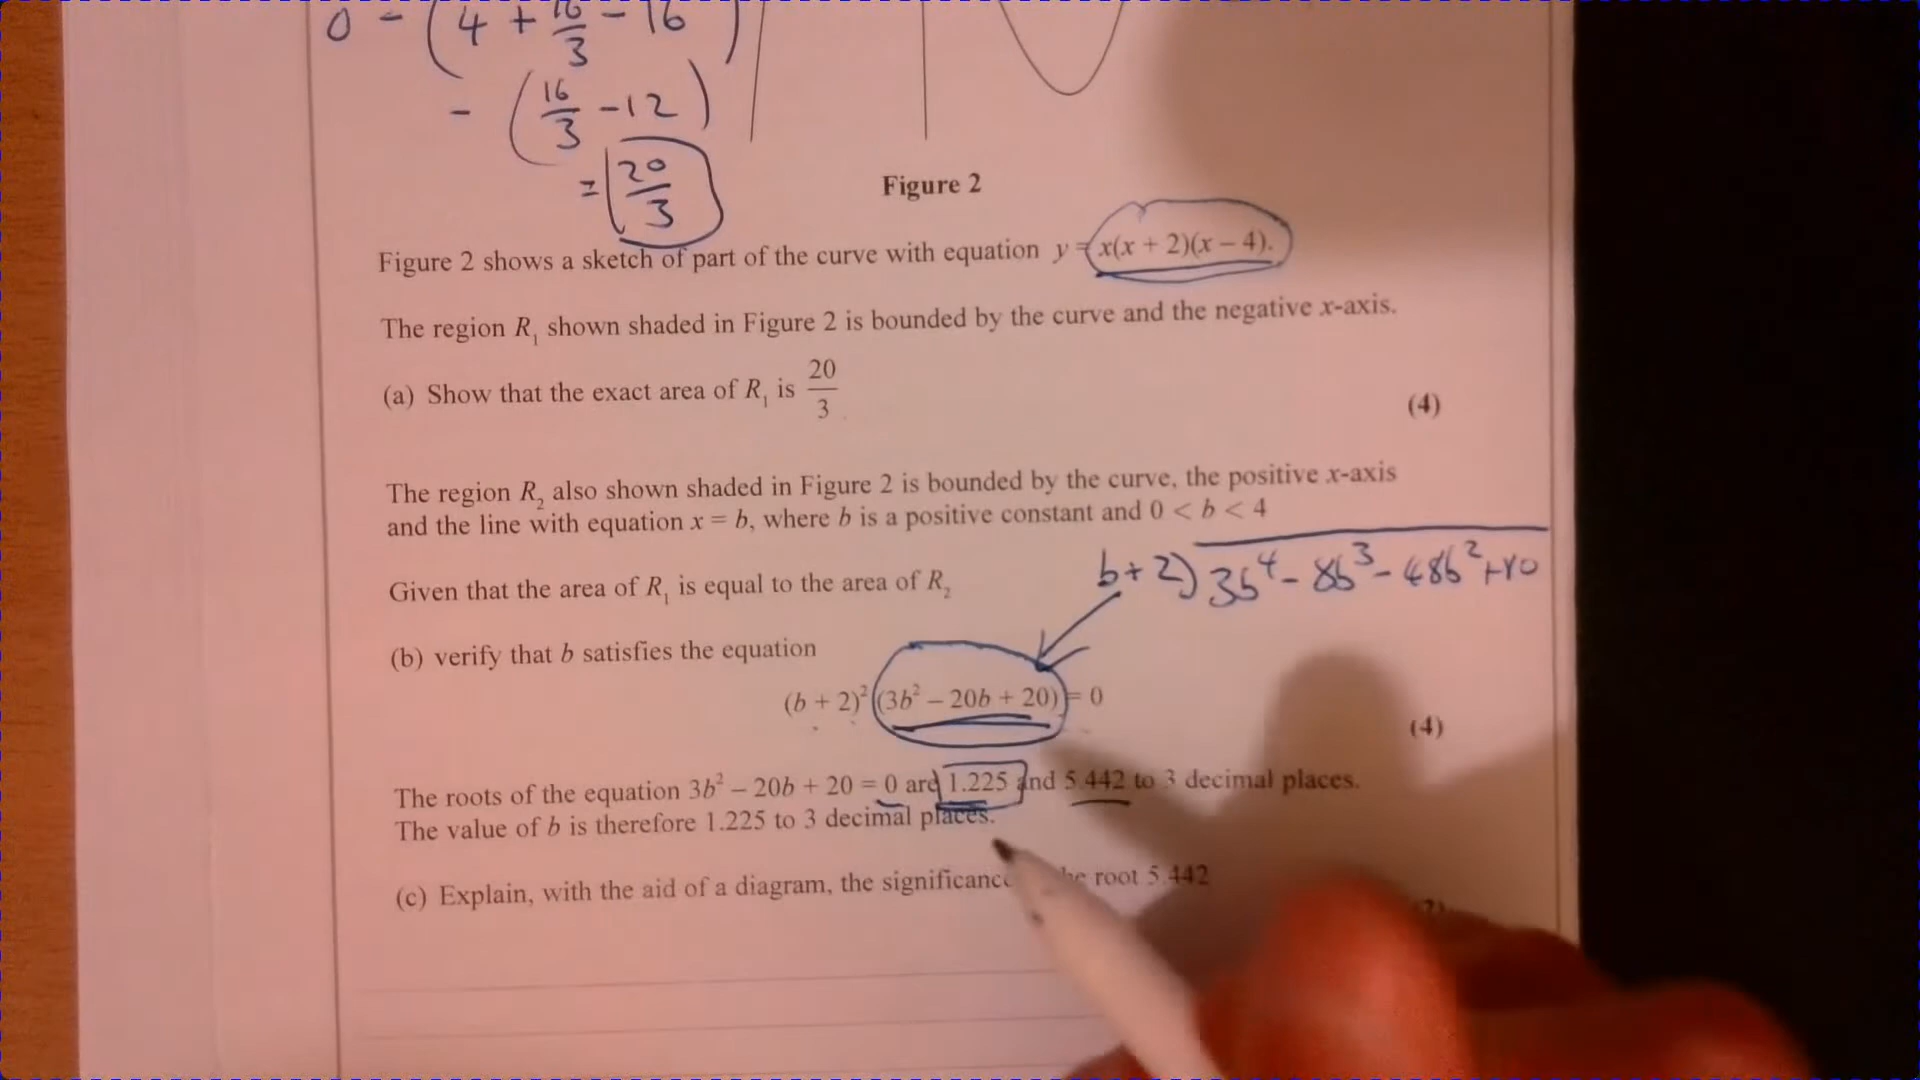 0 - (4 + 16/3 - 16)
- (16/3 - 12)
= 20/3
Figure 2
Figure 2 shows a sketch of part of the curve with equation y = x(x + 2)(x – 4).
The region R₁ shown shaded in Figure 2 is bounded by the curve and the negative x-axis.
(a) Show that the exact area of R₁ is 20/3
(4)
The region R₂ also shown shaded in Figure 2 is bounded by the curve, the positive x-axis
and the line with equation x = b, where b is a positive constant and 0 < b < 4
b+2) 3b⁴ - 8b³ - 48b² + 80
Given that the area of R₁ is equal to the area of R₂
(b) verify that b satisfies the equation
(b + 2)² (3b² – 20b + 20) = 0
(4)
The roots of the equation 3b² – 20b + 20 = 0 are 1.225 and 5.442 to 3 decimal places.
The value of b is therefore 1.225 to 3 decimal places.
(c) Explain, with the aid of a diagram, the root 5.442